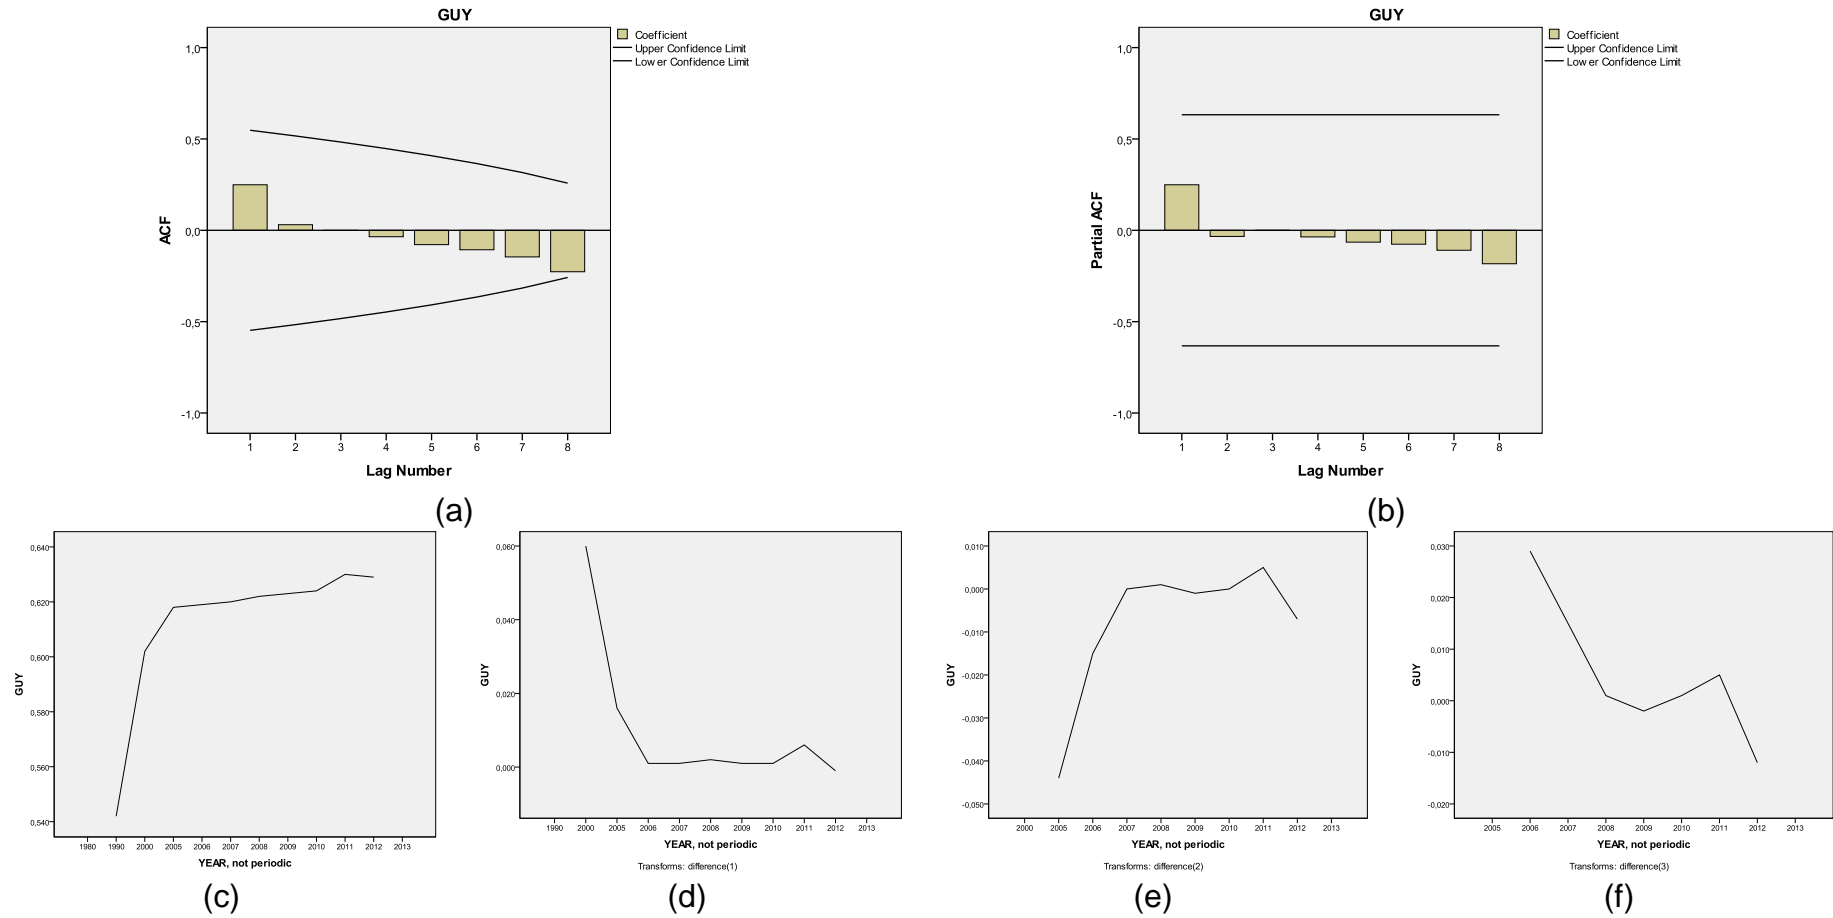 GUY
Coefficient
Upper Confidence Limit
Lower Confidence Limit
1,0
0,5
0,0
-0,5
-1,0
ACF
1 2 3 4 5 6 7 8
Lag Number
(a)
GUY
Coefficient
Upper Confidence Limit
Lower Confidence Limit
1,0
0,5
0,0
-0,5
-1,0
Partial ACF
1 2 3 4 5 6 7 8
Lag Number
(b)
0,640
0,620
0,600
0,580
0,560
0,540
GUY
1980 1990 2000 2005 2006 2007 2008 2009 2010 2011 2012 2013
YEAR, not periodic
(c)
0,060
0,040
0,020
0,000
GUY
1990 2000 2005 2006 2007 2008 2009 2010 2011 2012 2013
YEAR, not periodic
Transforms: difference(1)
(d)
0,010
0,000
-0,010
-0,020
-0,030
-0,040
-0,050
GUY
2000 2005 2006 2007 2008 2009 2010 2011 2012 2013
YEAR, not periodic
Transforms: difference(2)
(e)
0,030
0,020
0,010
0,000
-0,010
-0,020
GUY
2005 2006 2007 2008 2009 2010 2011 2012 2013
YEAR, not periodic
Transforms: difference(3)
(f)